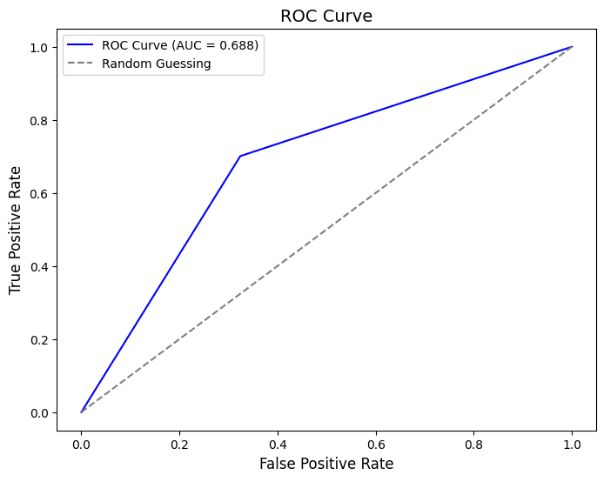 ROC Curve
ROC Curve (AUC = 0.688)
Random Guessing
1.0
0.8
0.6
0.4
0.2
0.0
True Positive Rate
0.0 0.2 0.4 0.6 0.8 1.0
False Positive Rate